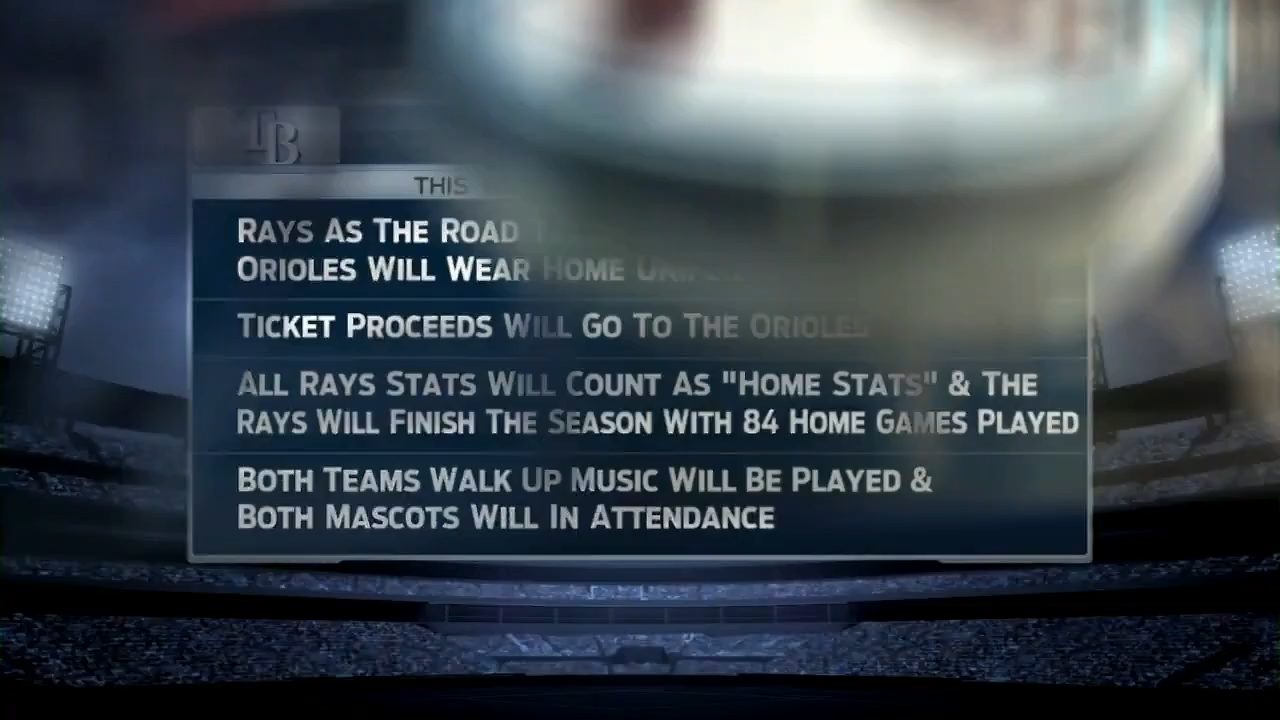 TB
THIS
RAYS AS THE ROAD
ORIOLES WILL WEAR HOME
TICKET PROCEEDS WILL GO TO THE ORIOLES
ALL RAYS STATS WILL COUNT AS "HOME STATS" & THE
RAYS WILL FINISH THE SEASON WITH 84 HOME GAMES PLAYED
BOTH TEAMS WALK UP MUSIC WILL BE PLAYED &
BOTH MASCOTS WILL IN ATTENDANCE